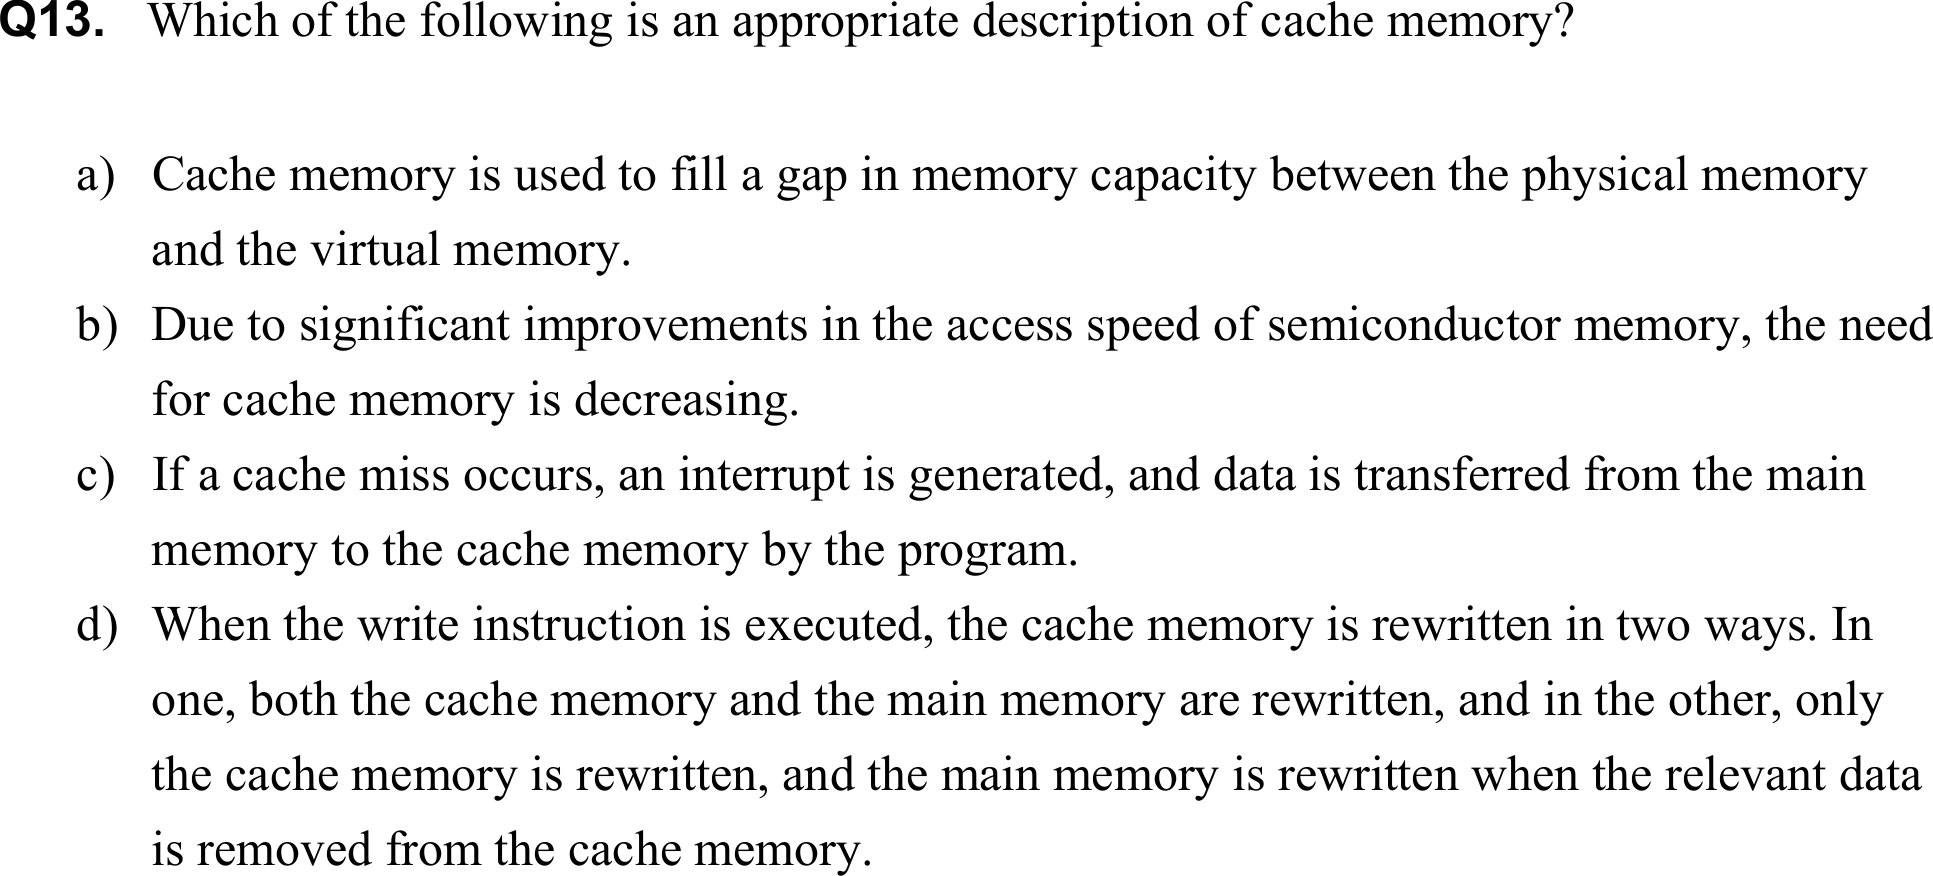 Q13. Which of the following is an appropriate description of cache memory?
a) Cache memory is used to fill a gap in memory capacity between the physical memory
and the virtual memory.
b) Due to significant improvements in the access speed of semiconductor memory, the need
for cache memory is decreasing.
c) If a cache miss occurs, an interrupt is generated, and data is transferred from the main
memory to the cache memory by the program.
d) When the write instruction is executed, the cache memory is rewritten in two ways. In
one, both the cache memory and the main memory are rewritten, and in the other, only
the cache memory is rewritten, and the main memory is rewritten when the relevant data
is removed from the cache memory.